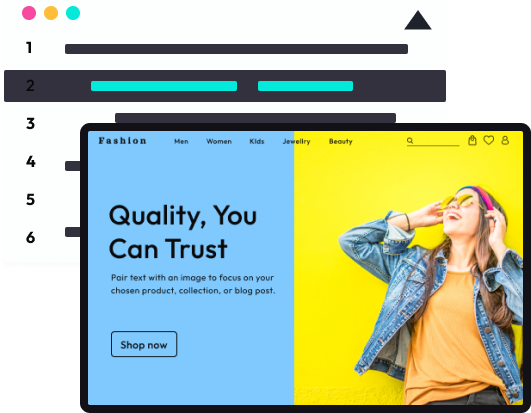 1
2
3
4
5
6
Fashion Men Women Kids Jewellry Beauty
Quality, You
Can Trust
Pair text with an image to focus on your
chosen product, collection, or blog post.
Shop now